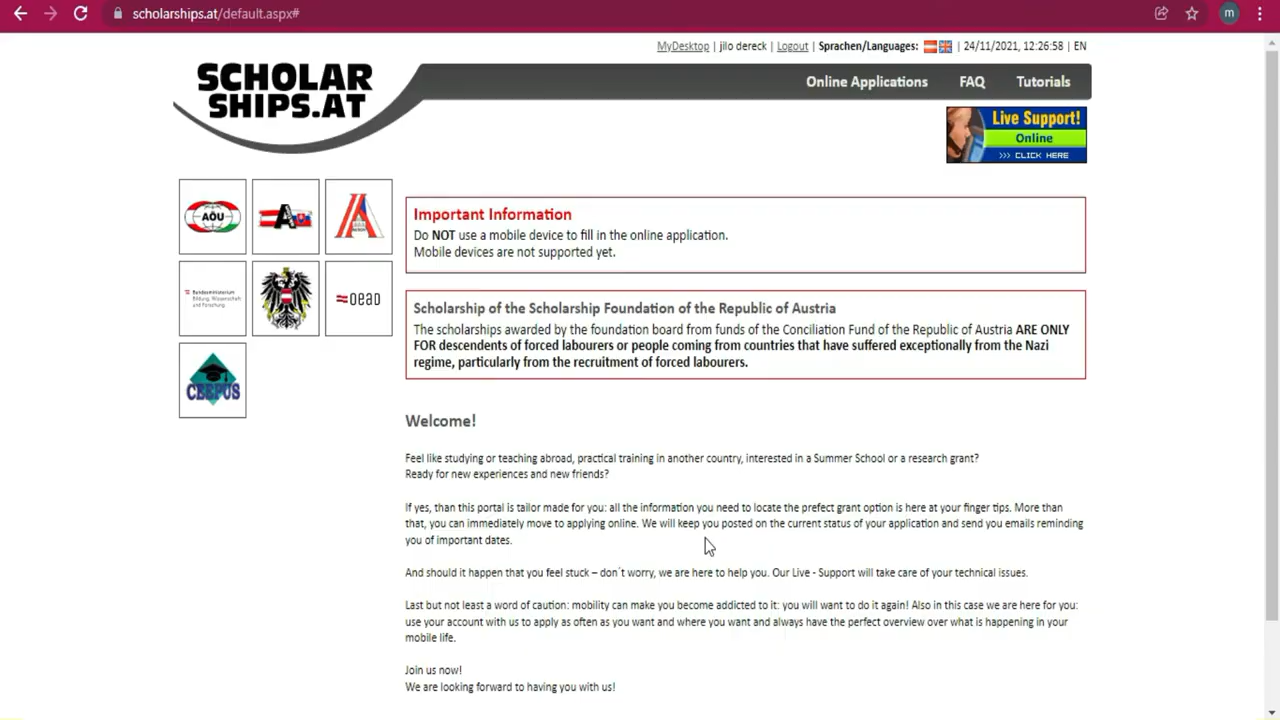 scholarships.at/default.aspx#
m
MyDesktop | jilo dereck | Logout | Sprachen/Languages: | 24/11/2021, 12:26:58 | EN
SCHOLAR
SHIPS.AT
Online Applications FAQ Tutorials
Live Support!
Online
>>> CLICK HERE
AÖU
A
Bundesministerium
Bildung, Wissenschaft
und Forschung
OEAD
CEEPUS
Important Information
Do NOT use a mobile device to fill in the online application.
Mobile devices are not supported yet.
Scholarship of the Scholarship Foundation of the Republic of Austria
The scholarships awarded by the foundation board from funds of the Conciliation Fund of the Republic of Austria ARE ONLY
FOR descendents of forced labourers or people coming from countries that have suffered exceptionally from the Nazi
regime, particularly from the recruitment of forced labourers.
Welcome!
Feel like studying or teaching abroad, practical training in another country, interested in a Summer School or a research grant?
Ready for new experiences and new friends?
If yes, than this portal is tailor made for you: all the information you need to locate the prefect grant option is here at your finger tips. More than
that, you can immediately move to applying online. We will keep you posted on the current status of your application and send you emails reminding
you of important dates.
And should it happen that you feel stuck – don´t worry, we are here to help you. Our Live - Support will take care of your technical issues.
Last but not least a word of caution: mobility can make you become addicted to it: you will want to do it again! Also in this case we are here for you:
use your account with us to apply as often as you want and where you want and always have the perfect overview over what is happening in your
mobile life.
Join us now!
We are looking forward to having you with us!